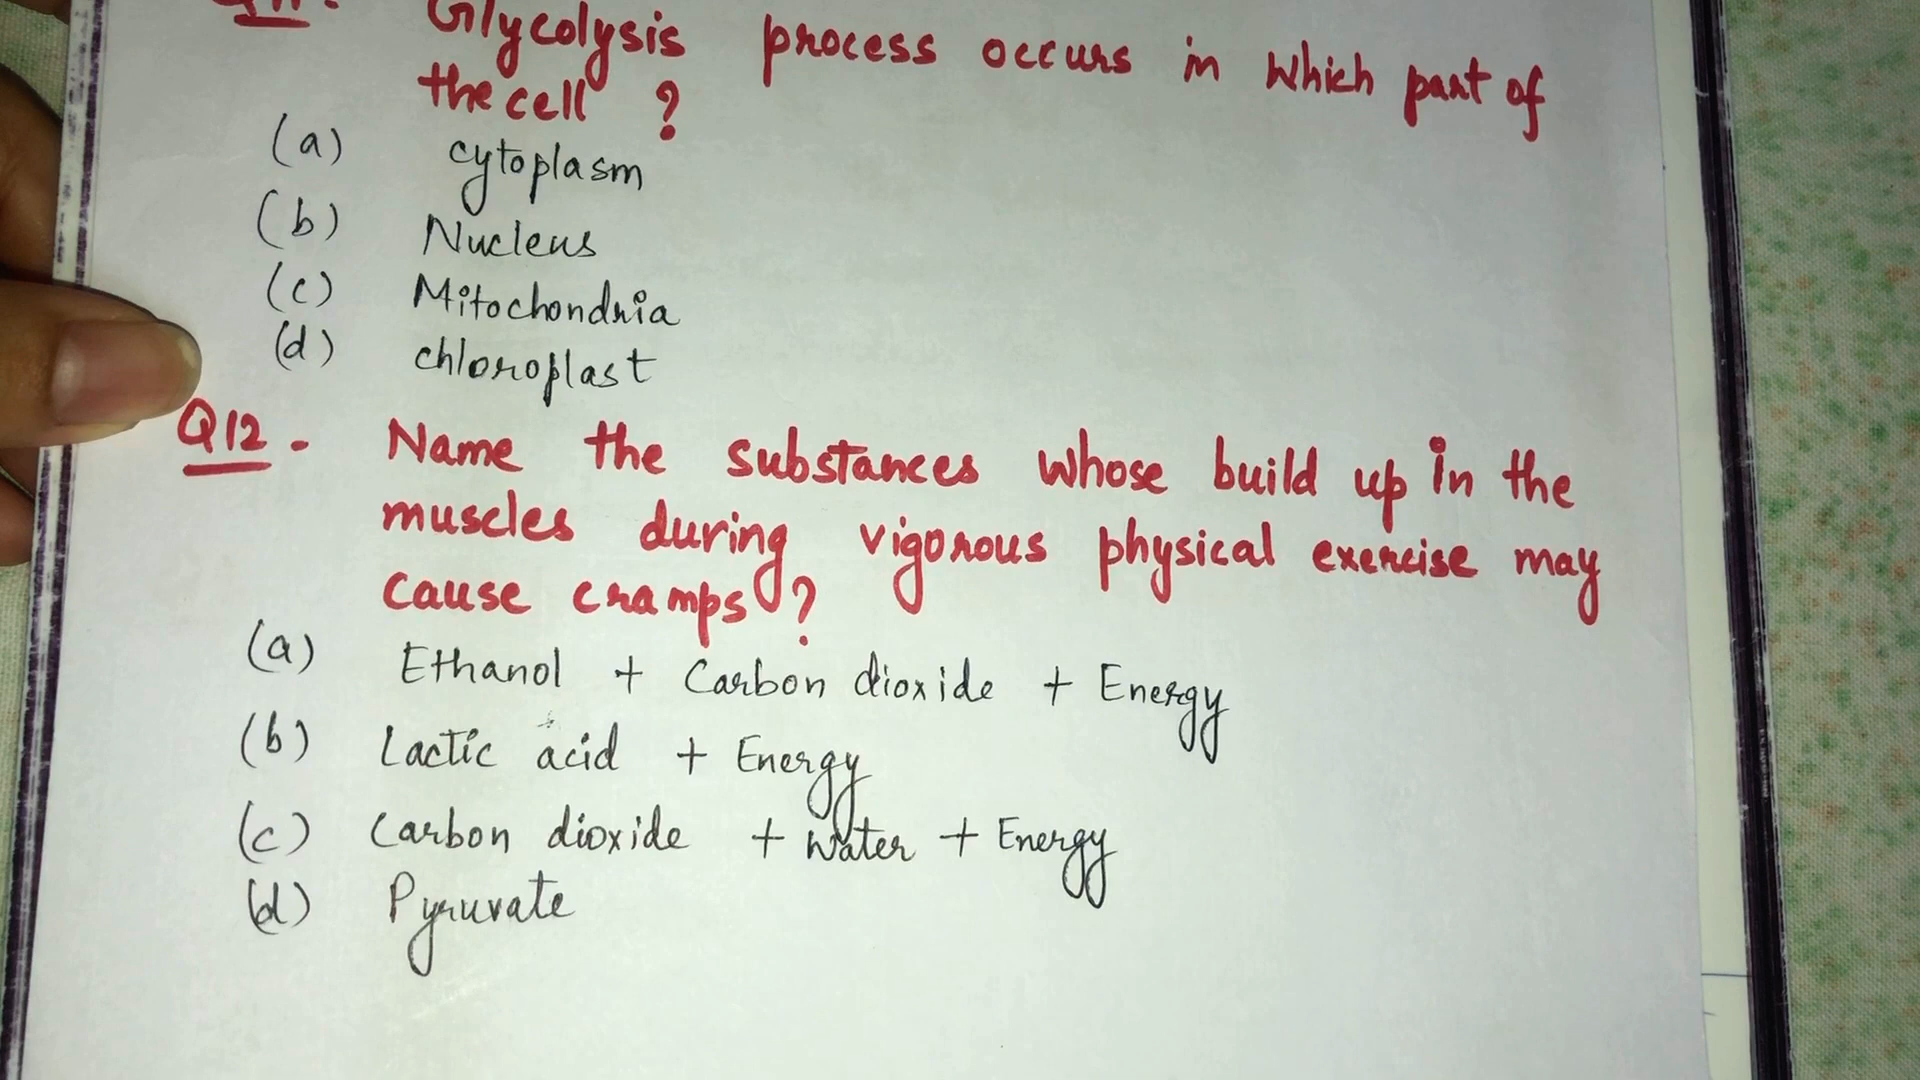 Q11. Glycolysis process occurs in which part of
the cell ?
(a) cytoplasm
(b) Nucleus
(c) Mitochondria
(d) chloroplast
Q12. Name the substances whose build up in the
muscles during vigorous physical exercise may
cause cramps ?
(a) Ethanol + Carbon dioxide + Energy
(b) Lactic acid + Energy
(c) Carbon dioxide + Water + Energy
(d) Pyruvate